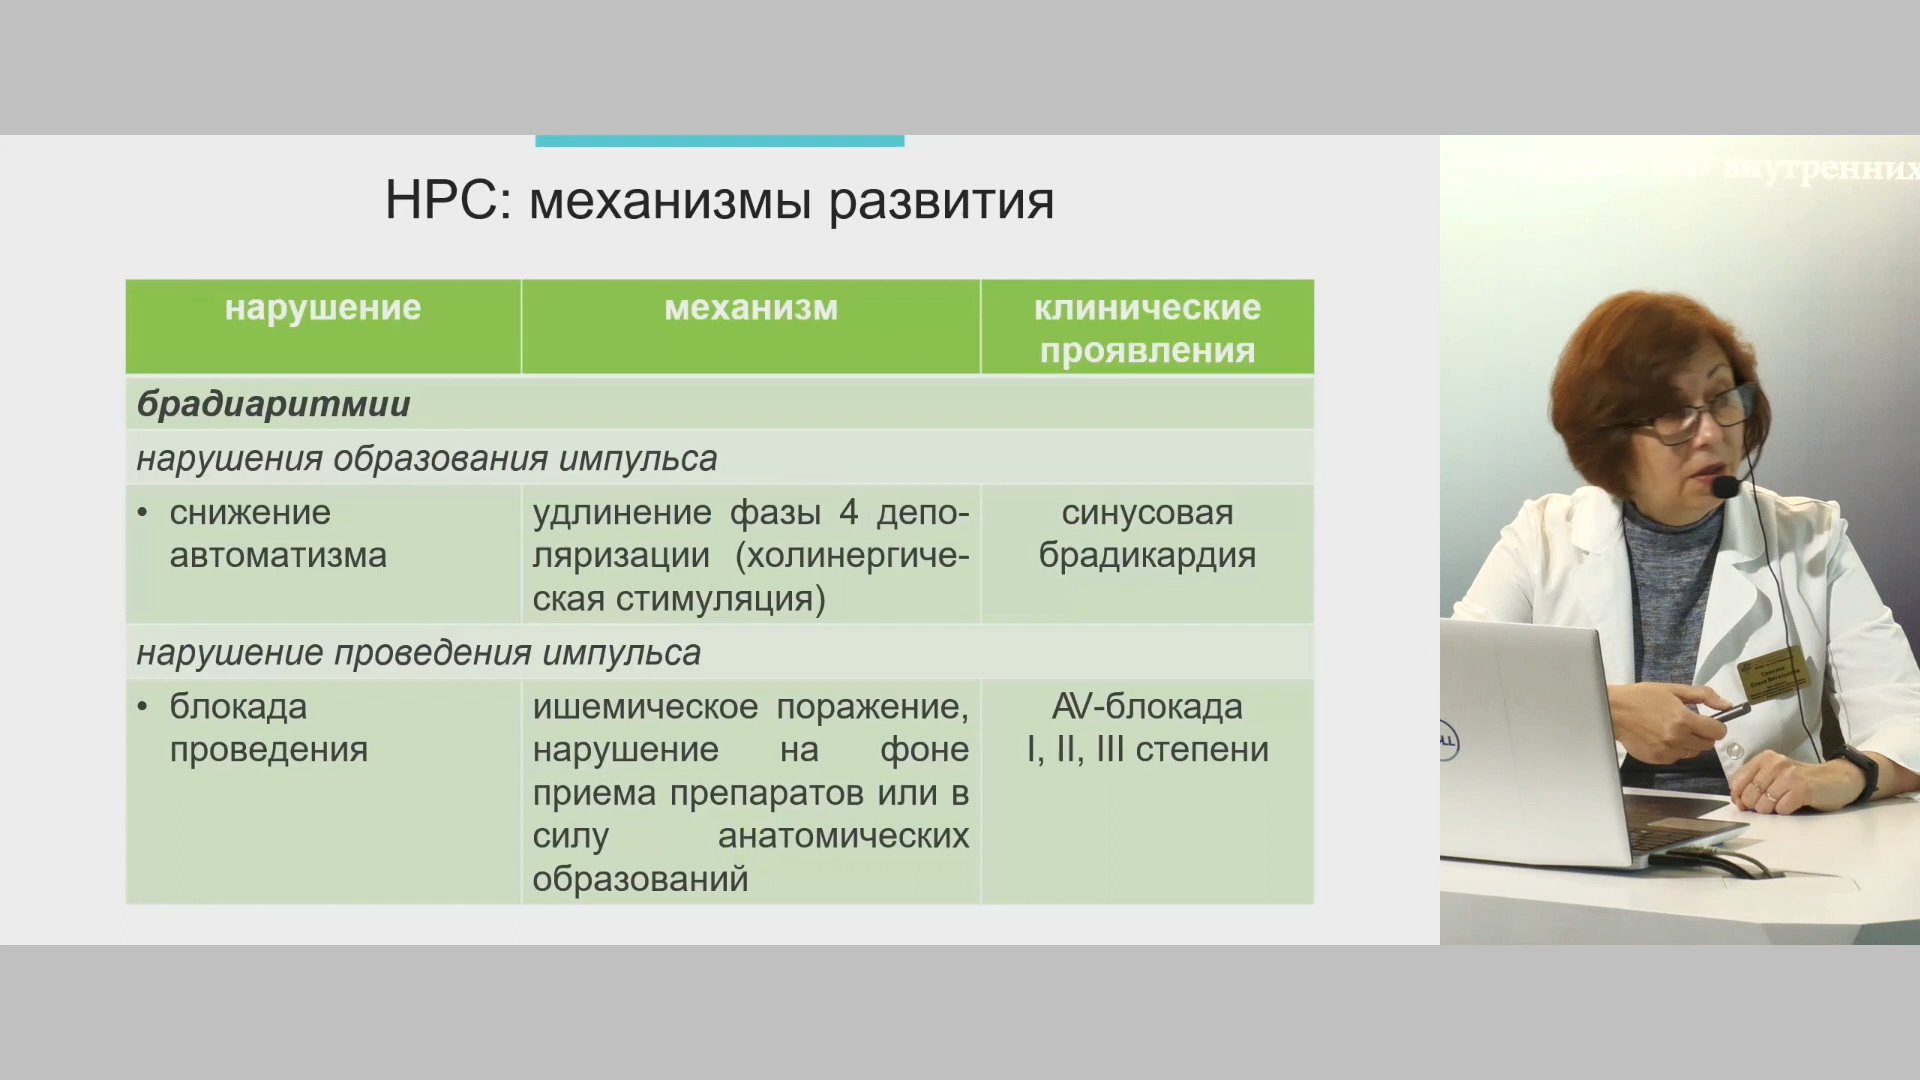 НРС: механизмы развития
внутренних
нарушение
механизм
клинические
проявления
брадиаритмии
нарушения образования импульса
• снижение
автоматизма
удлинение фазы 4 депо-
ляризации (холинергиче-
ская стимуляция)
синусовая
брадикардия
нарушение проведения импульса
• блокада
проведения
ишемическое поражение,
нарушение на фоне
приема препаратов или в
силу анатомических
образований
AV-блокада
I, II, III степени